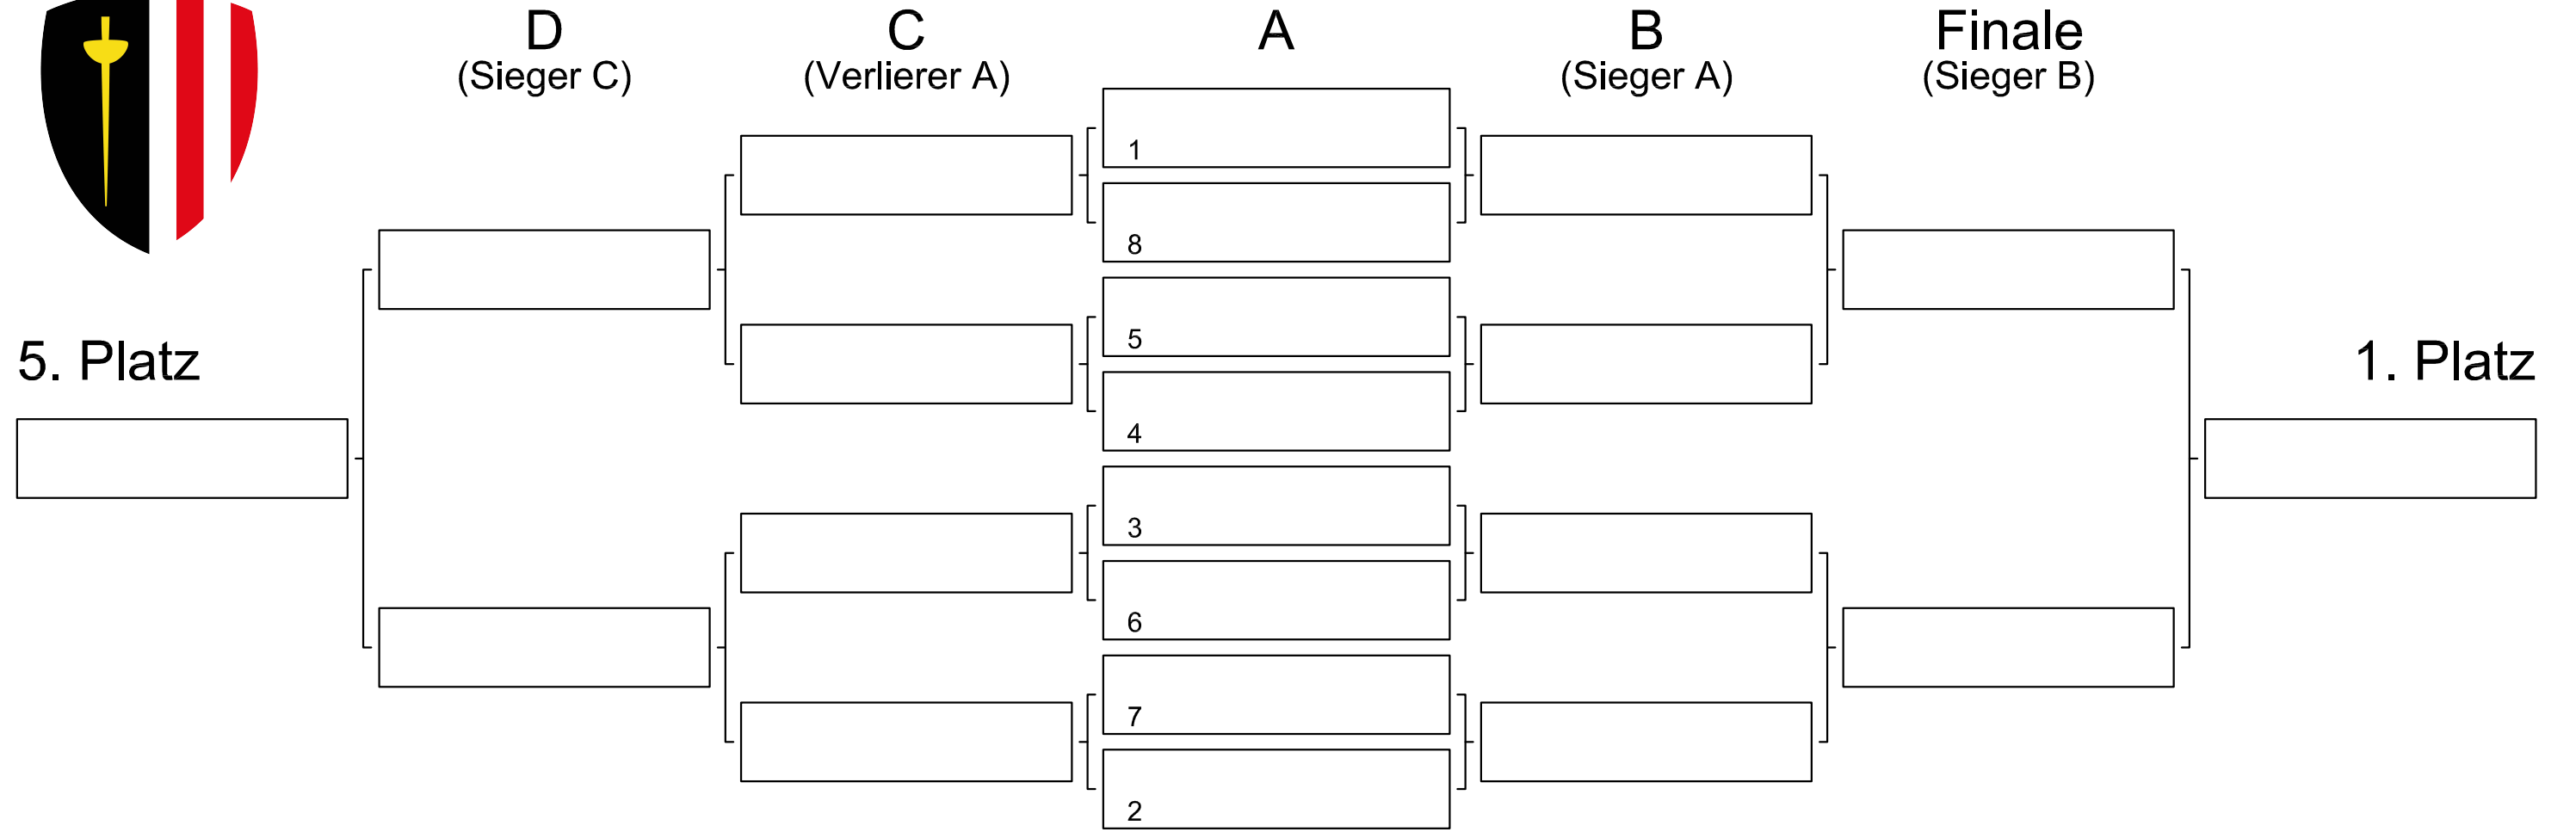 D
(Sieger C)
C
(Verlierer A)
A
B
(Sieger A)
Finale
(Sieger B)
1
8
5
4
3
6
7
2
5. Platz
1. Platz